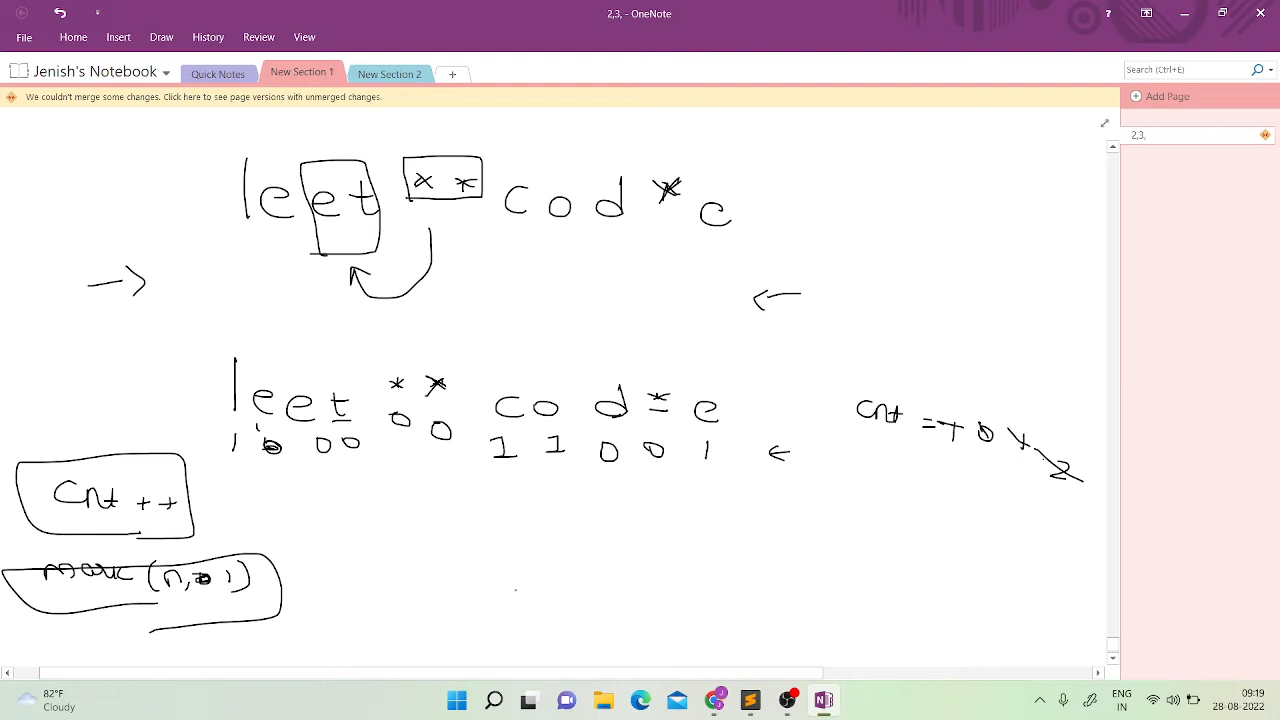 2,3, - OneNote
File Home Insert Draw History Review View
Jenish's Notebook Quick Notes New Section 1 New Section 2 + Search (Ctrl+E)
We couldn't merge some changes. Click here to see page versions with unmerged changes.
Add Page
2,3,
leet ** cod*e
leet ** cod*e
1 0 0 0 0 1 1 0 0 1
cnt = 1 0 1 2
Cnt ++
mark (n, 1)
82°F
Cloudy
ENG
IN
09:19
28-08-2022